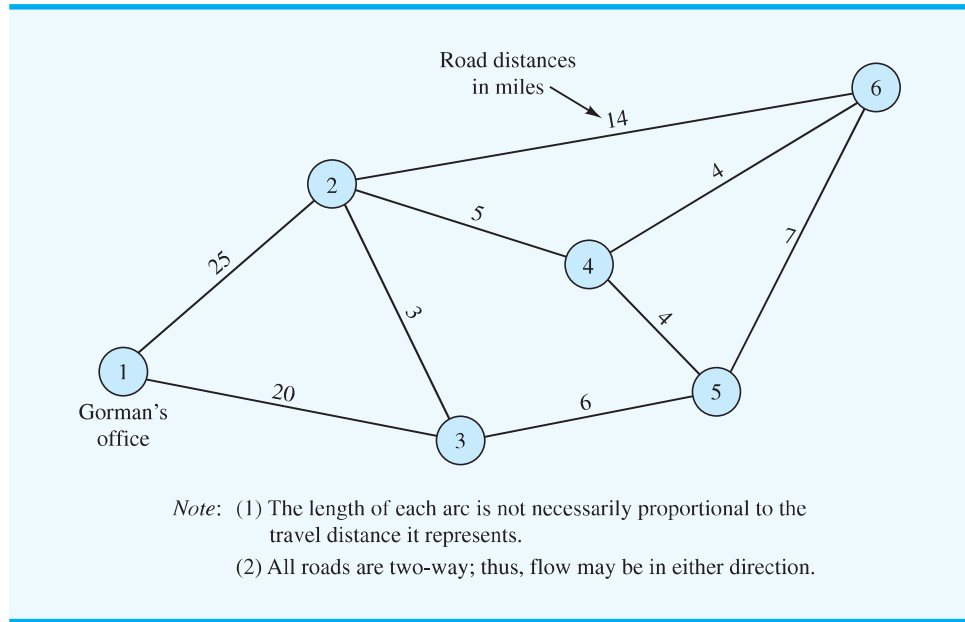 Road distances
in miles
14
6
2
4
5
7
4
25
3
4
1
20
6
5
3
Gorman's
office
Note: (1) The length of each arc is not necessarily proportional to the
travel distance it represents.
(2) All roads are two-way; thus, flow may be in either direction.